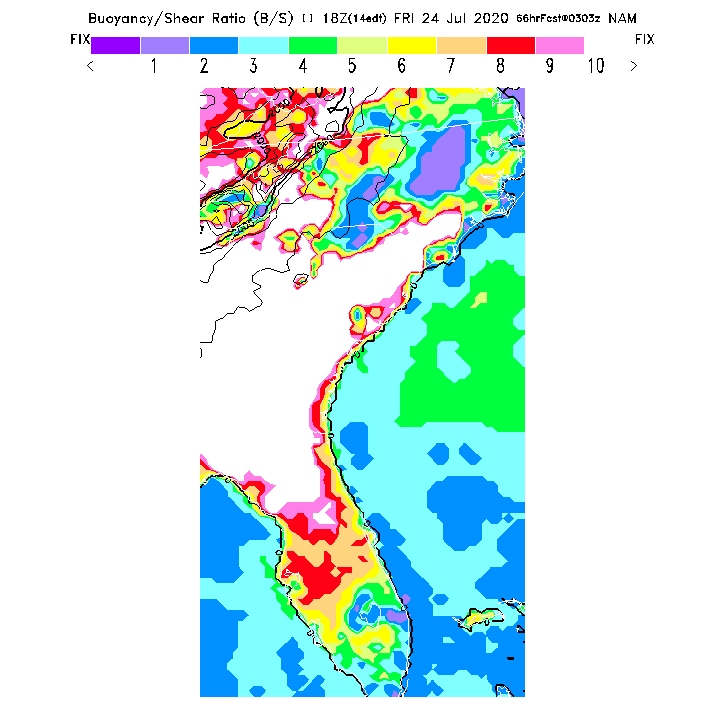 Buoyancy/Shear Ratio (B/S) [] 18Z(14edt) FRI 24 Jul 2020 66hrFcst@0303z NAM
FIX FIX
< 1 2 3 4 5 6 7 8 9 10 >